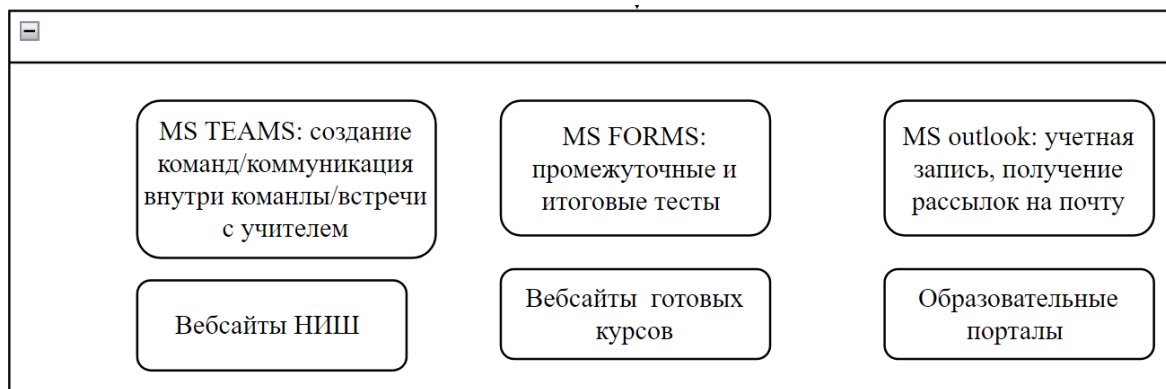 MS TEAMS: создание
команд/коммуникация
внутри команлы/встречи
с учителем
MS FORMS:
промежуточные и
итоговые тесты
MS outlook: учетная
запись, получение
рассылок на почту
Вебсайты НИШ
Вебсайты готовых
курсов
Образовательные
порталы